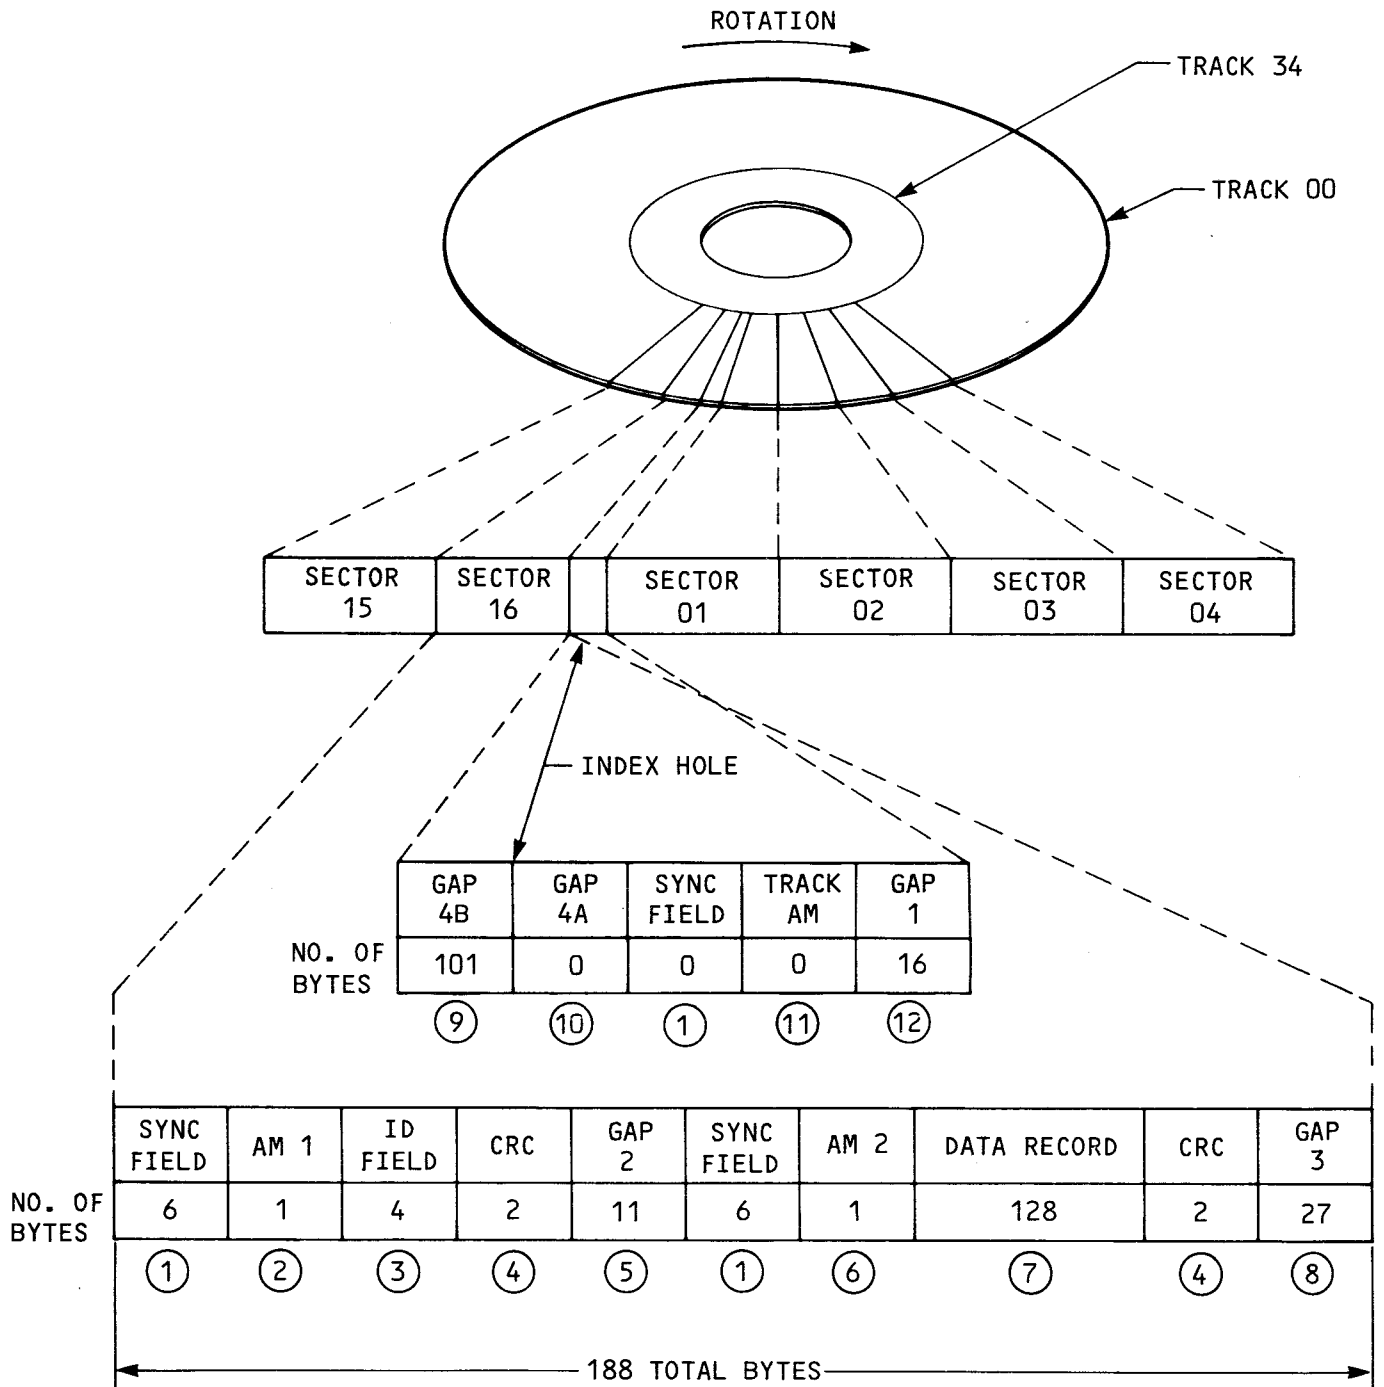 ROTATION
TRACK 34
TRACK 00
SECTOR 15
SECTOR 16
SECTOR 01
SECTOR 02
SECTOR 03
SECTOR 04
INDEX HOLE
GAP 4B
GAP 4A
SYNC FIELD
TRACK AM
GAP 1
NO. OF BYTES
101
0
0
0
16
9
10
1
11
12
SYNC FIELD
AM 1
ID FIELD
CRC
GAP 2
SYNC FIELD
AM 2
DATA RECORD
CRC
GAP 3
NO. OF BYTES
6
1
4
2
11
6
1
128
2
27
1
2
3
4
5
1
6
7
4
8
188 TOTAL BYTES